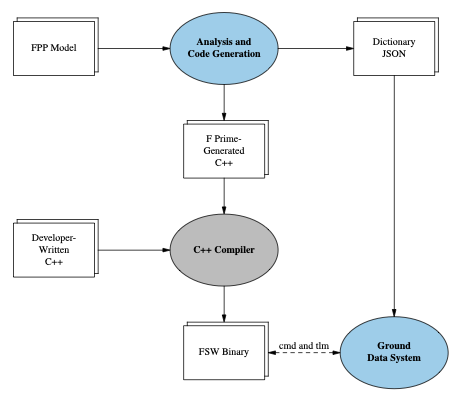 FPP Model
Analysis and
Code Generation
Dictionary
JSON
F Prime-
Generated
C++
Developer-
Written
C++
C++ Compiler
FSW Binary
cmd and tlm
Ground
Data System